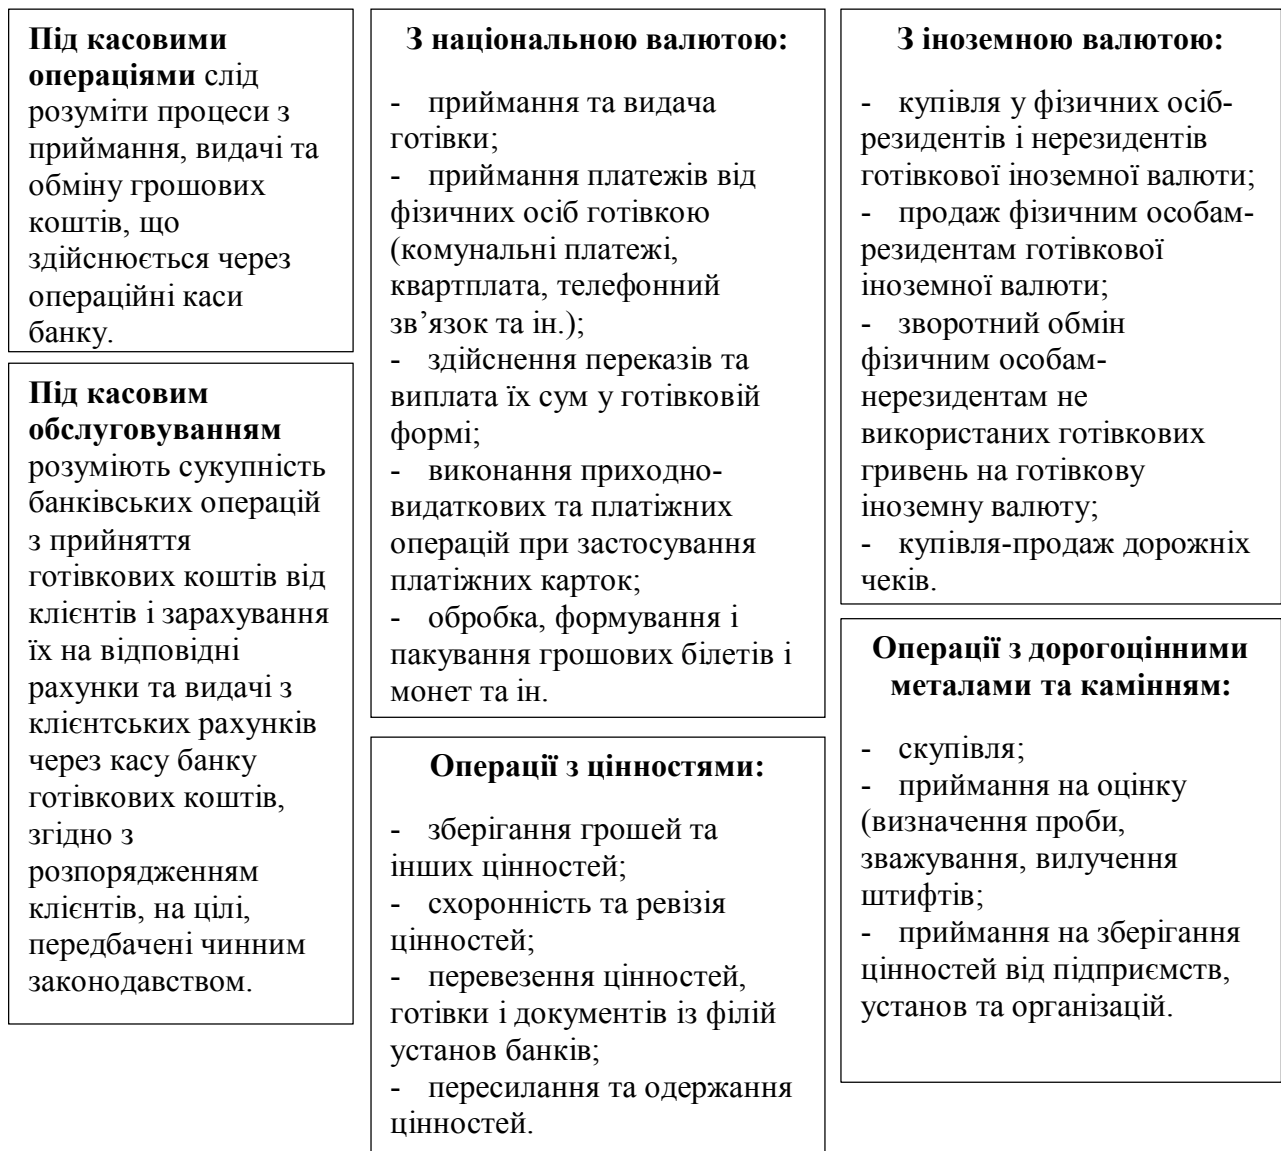 Під касовими
операціями слід
розуміти процеси з
приймання, видачі та
обміну грошових
коштів, що
здійснюється через
операційні каси
банку.
Під касовим
обслуговуванням
розуміють сукупність
банківських операцій
з прийняття
готівкових коштів від
клієнтів і зарахування
їх на відповідні
рахунки та видачі з
клієнтських рахунків
через касу банку
готівкових коштів,
згідно з
розпорядженням
клієнтів, на цілі,
передбачені чинним
законодавством.
З національною валютою:
- приймання та видача
готівки;
- приймання платежів від
фізичних осіб готівкою
(комунальні платежі,
квартплата, телефонний
зв’язок та ін.);
- здійснення переказів та
виплата їх сум у готівковій
формі;
- виконання приходно-
видаткових та платіжних
операцій при застосування
платіжних карток;
- обробка, формування і
пакування грошових білетів і
монет та ін.
Операції з цінностями:
- зберігання грошей та
інших цінностей;
- схоронність та ревізія
цінностей;
- перевезення цінностей,
готівки і документів із філій
установ банків;
- пересилання та одержання
цінностей.
З іноземною валютою:
- купівля у фізичних осіб-
резидентів і нерезидентів
готівкової іноземної валюти;
- продаж фізичним особам-
резидентам готівкової
іноземної валюти;
- зворотний обмін
фізичним особам-
нерезидентам не
використаних готівкових
гривень на готівкову
іноземну валюту;
- купівля-продаж дорожніх
чеків.
Операції з дорогоцінними
металами та камінням:
- скупівля;
- приймання на оцінку
(визначення проби,
зважування, вилучення
штифтів;
- приймання на зберігання
цінностей від підприємств,
установ та організацій.